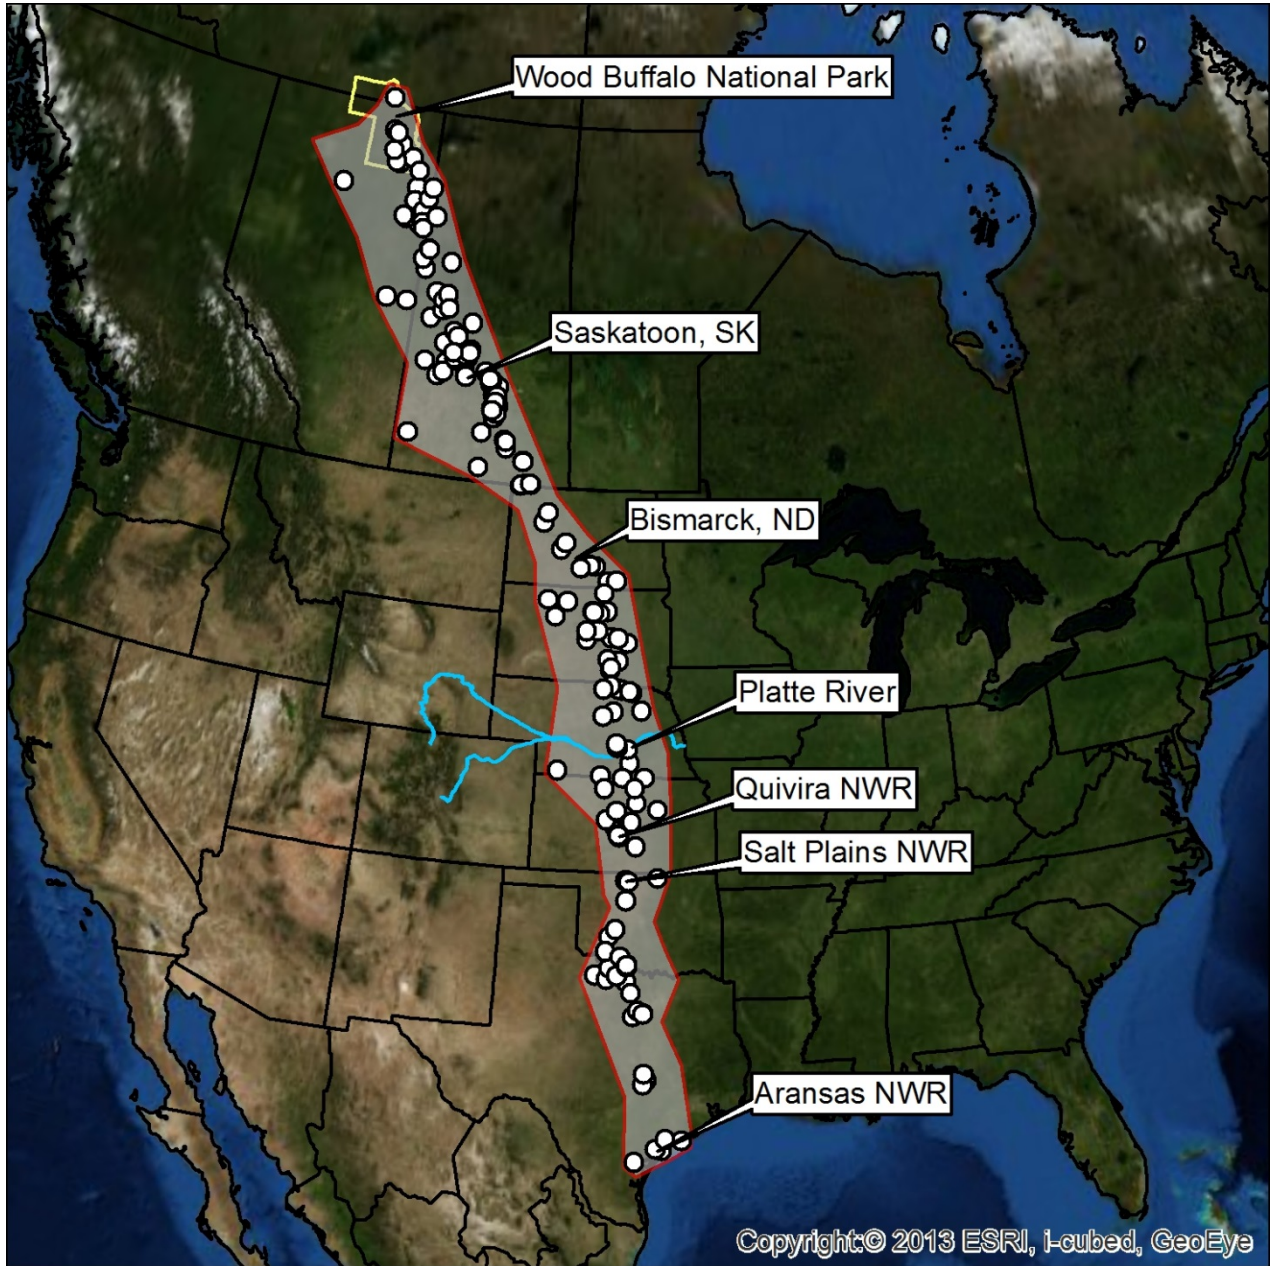 Wood Buffalo National Park
Saskatoon, SK
Bismarck, ND
Platte River
Quivira NWR
Salt Plains NWR
Aransas NWR
Copyright:© 2013 ESRI, i-cubed, GeoEye